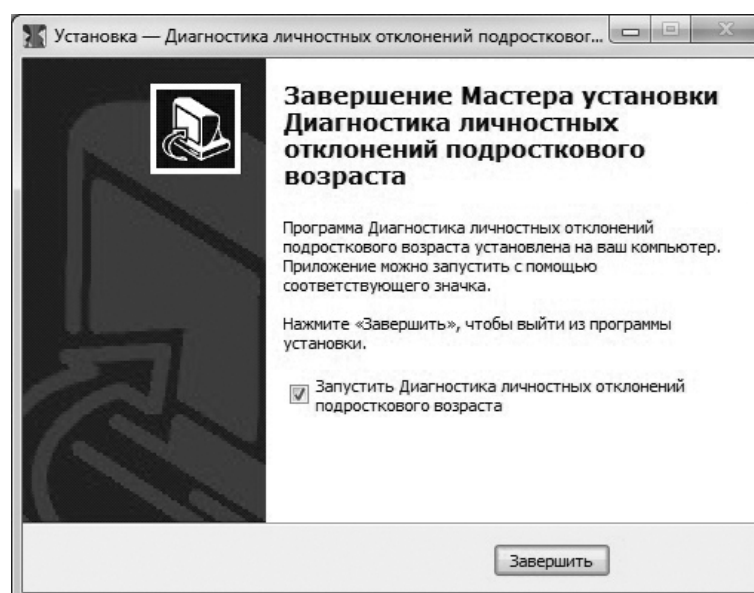 Установка — Диагностика личностных отклонений подростковог...
Завершение Мастера установки
Диагностика личностных
отклонений подросткового
возраста
Программа Диагностика личностных отклонений
подросткового возраста установлена на ваш компьютер.
Приложение можно запустить с помощью
соответствующего значка.
Нажмите «Завершить», чтобы выйти из программы
установки.
Запустить Диагностика личностных отклонений
подросткового возраста
Завершить